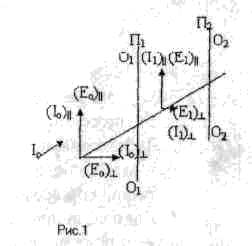 П₂
П₁
O₂
O₁
(I₁)∥(E₁)∥
(E₀)∥
(I₀)∥
(E₁)⊥
I₀
(I₀)⊥
(I₁)⊥
(E₀)⊥
O₂
O₁
Рис.1